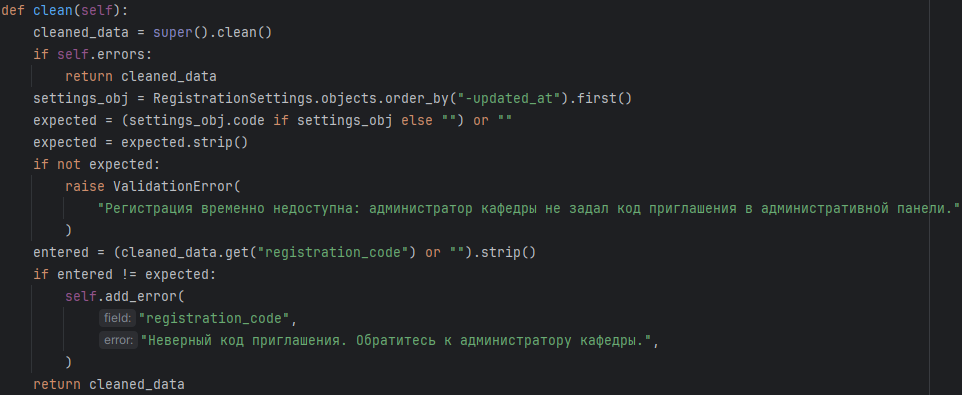 def clean(self):
    cleaned_data = super().clean()
    if self.errors:
        return cleaned_data
    settings_obj = RegistrationSettings.objects.order_by("-updated_at").first()
    expected = (settings_obj.code if settings_obj else "") or ""
    expected = expected.strip()
    if not expected:
        raise ValidationError(
            "Регистрация временно недоступна: администратор кафедры не задал код приглашения в административной панели."
        )
    entered = (cleaned_data.get("registration_code") or "").strip()
    if entered != expected:
        self.add_error(
            field: "registration_code",
            error: "Неверный код приглашения. Обратитесь к администратору кафедры.",
        )
    return cleaned_data